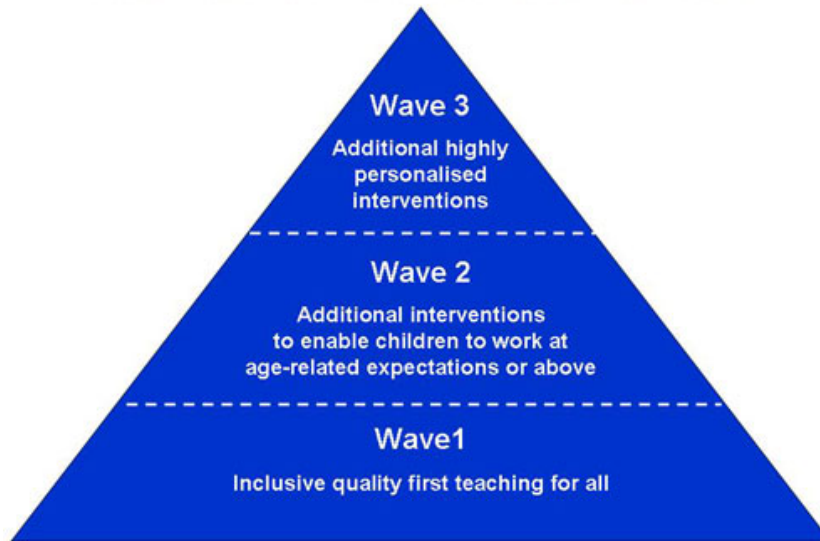 Wave 3
Additional highly
personalised
interventions
Wave 2
Additional interventions
to enable children to work at
age-related expectations or above
Wave1
Inclusive quality first teaching for all